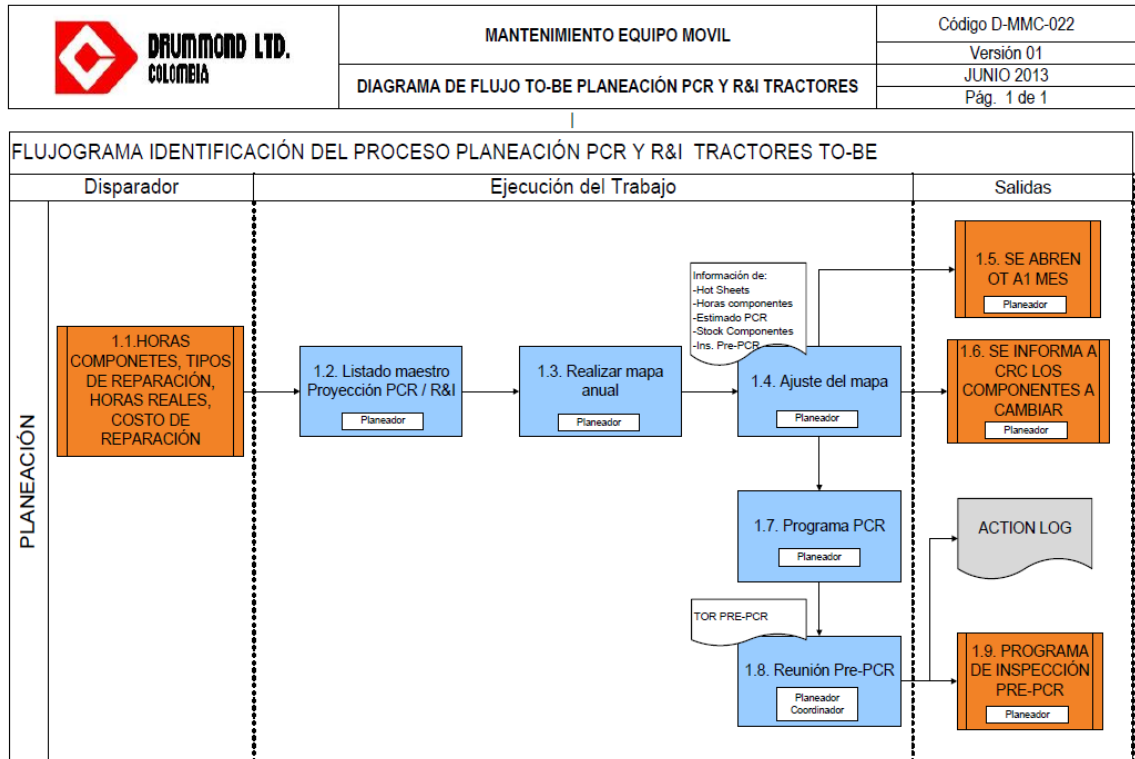 DRUMMOND LTD.
COLOMBIA
MANTENIMIENTO EQUIPO MOVIL
DIAGRAMA DE FLUJO TO-BE PLANEACIÓN PCR Y R&I TRACTORES
Código D-MMC-022
Versión 01
JUNIO 2013
Pág. 1 de 1
FLUJOGRAMA IDENTIFICACIÓN DEL PROCESO PLANEACIÓN PCR Y R&I TRACTORES TO-BE
Disparador
Ejecución del Trabajo
Salidas
PLANEACIÓN
1.1.HORAS
COMPONETES, TIPOS
DE REPARACIÓN,
HORAS REALES,
COSTO DE
REPARACIÓN
1.2. Listado maestro
Proyección PCR / R&I
Planeador
1.3. Realizar mapa
anual
Planeador
Información de:
-Hot Sheets
-Horas componentes
-Estimado PCR
-Stock Componentes
-Ins. Pre-PCR
1.4. Ajuste del mapa
Planeador
1.5. SE ABREN
OT A1 MES
Planeador
1.6. SE INFORMA A
CRC LOS
COMPONENTES A
CAMBIAR
Planeador
1.7. Programa PCR
Planeador
ACTION LOG
TOR PRE-PCR
1.8. Reunión Pre-PCR
Planeador
Coordinador
1.9. PROGRAMA
DE INSPECCIÓN
PRE-PCR
Planeador